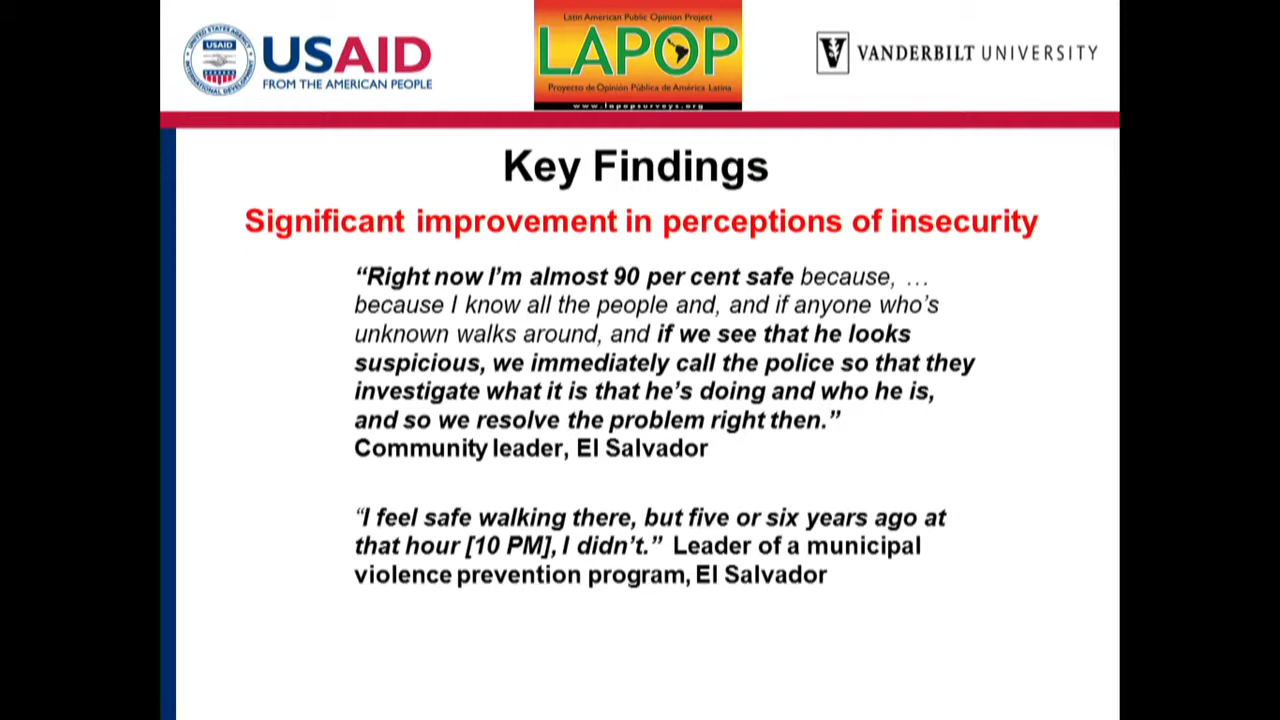 UNITED STATES AGENCY
USAID
INTERNATIONAL DEVELOPMENT
USAID
FROM THE AMERICAN PEOPLE
Latin American Public Opinion Project
LAPOP
Proyecto de Opinión Pública de América Latina
www.lapopsurveys.org
V
VANDERBILT UNIVERSITY
Key Findings
Significant improvement in perceptions of insecurity
“Right now I’m almost 90 per cent safe because, …
because I know all the people and, and if anyone who’s
unknown walks around, and if we see that he looks
suspicious, we immediately call the police so that they
investigate what it is that he’s doing and who he is,
and so we resolve the problem right then.”
Community leader, El Salvador
“I feel safe walking there, but five or six years ago at
that hour [10 PM], I didn’t.” Leader of a municipal
violence prevention program, El Salvador